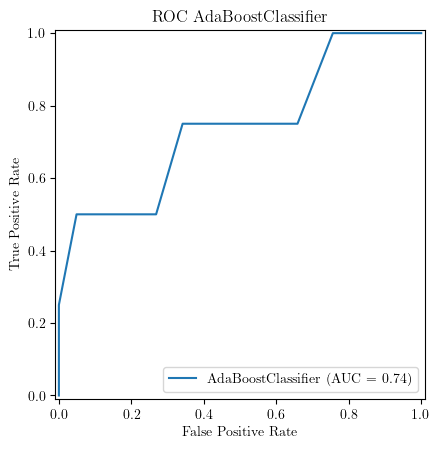 ROC AdaBoostClassifier
True Positive Rate
1.0
0.8
0.6
0.4
0.2
0.0
AdaBoostClassifier (AUC = 0.74)
0.0 0.2 0.4 0.6 0.8 1.0
False Positive Rate